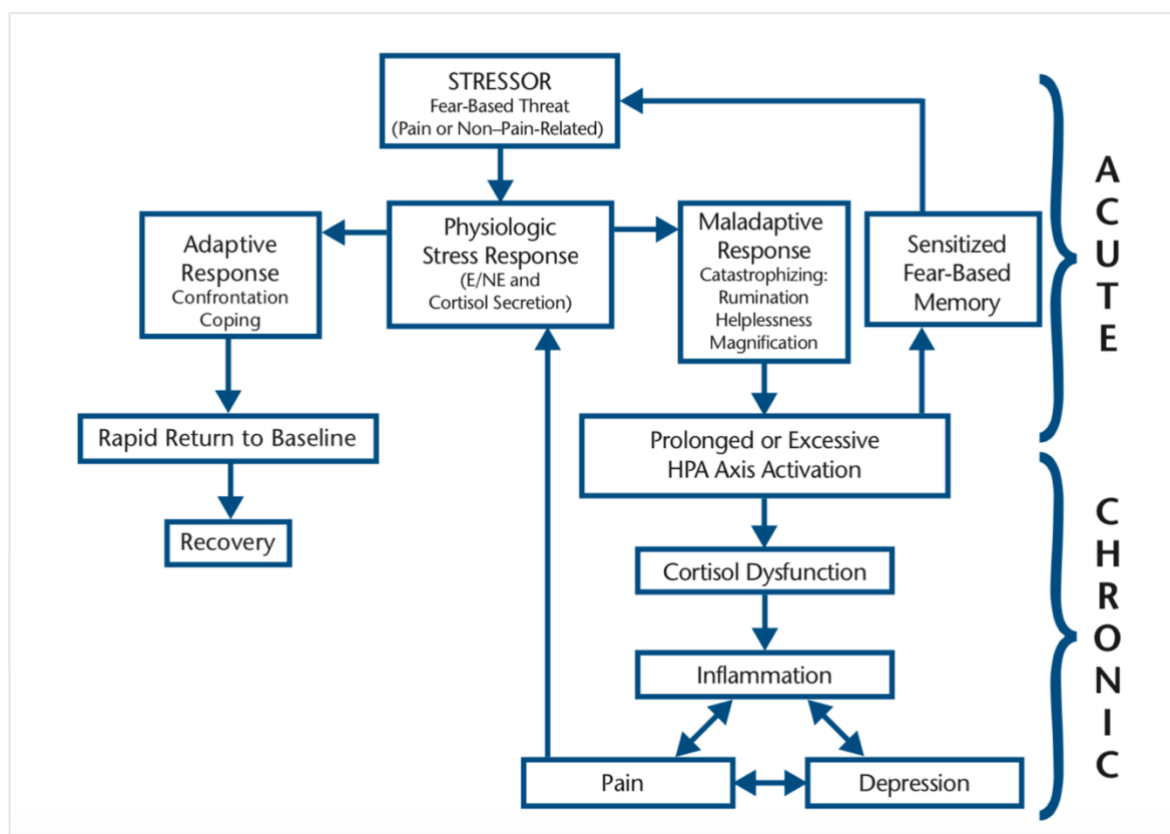 STRESSOR
Fear-Based Threat
(Pain or Non–Pain-Related)
Adaptive
Response
Confrontation
Coping
Physiologic
Stress Response
(E/NE and
Cortisol Secretion)
Maladaptive
Response
Catastrophizing:
Rumination
Helplessness
Magnification
Sensitized
Fear-Based
Memory
ACUTE
Rapid Return to Baseline
Prolonged or Excessive
HPA Axis Activation
Recovery
Cortisol Dysfunction
Inflammation
Pain
Depression
CHRONIC